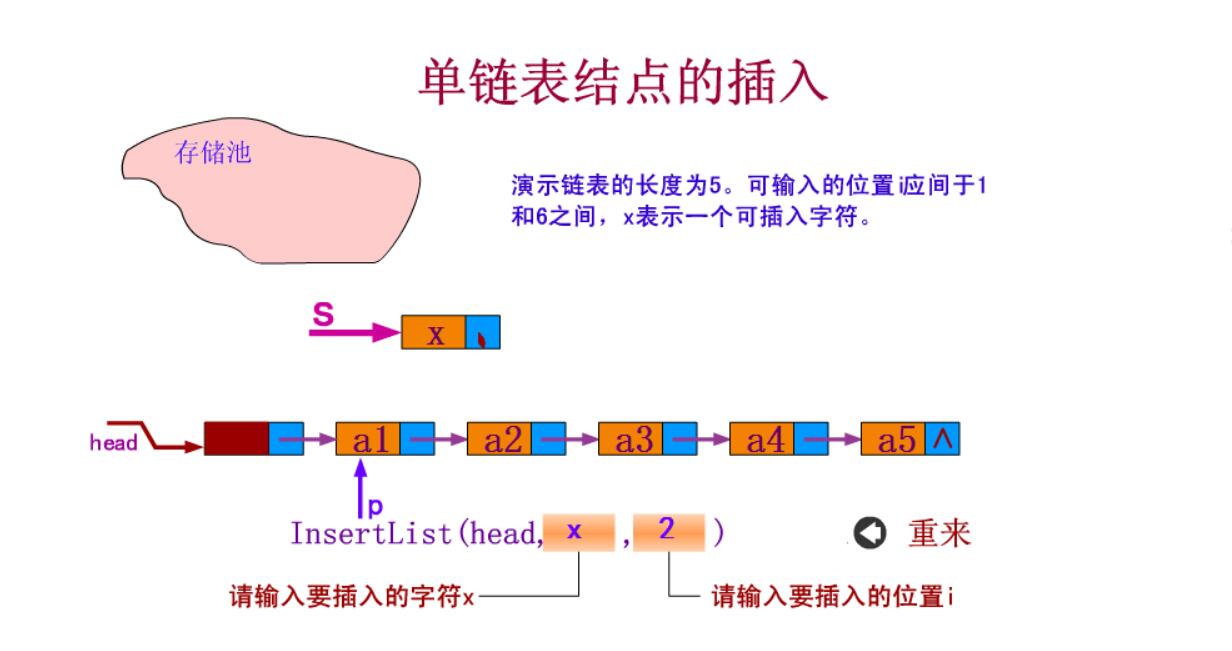 单链表结点的插入
存储池
演示链表的长度为5。可输入的位置i应间于1
和6之间，x表示一个可插入字符。
S
x
head
a1
a2
a3
a4
a5 ∧
p
InsertList(head, x , 2 )
重来
请输入要插入的字符x
请输入要插入的位置i